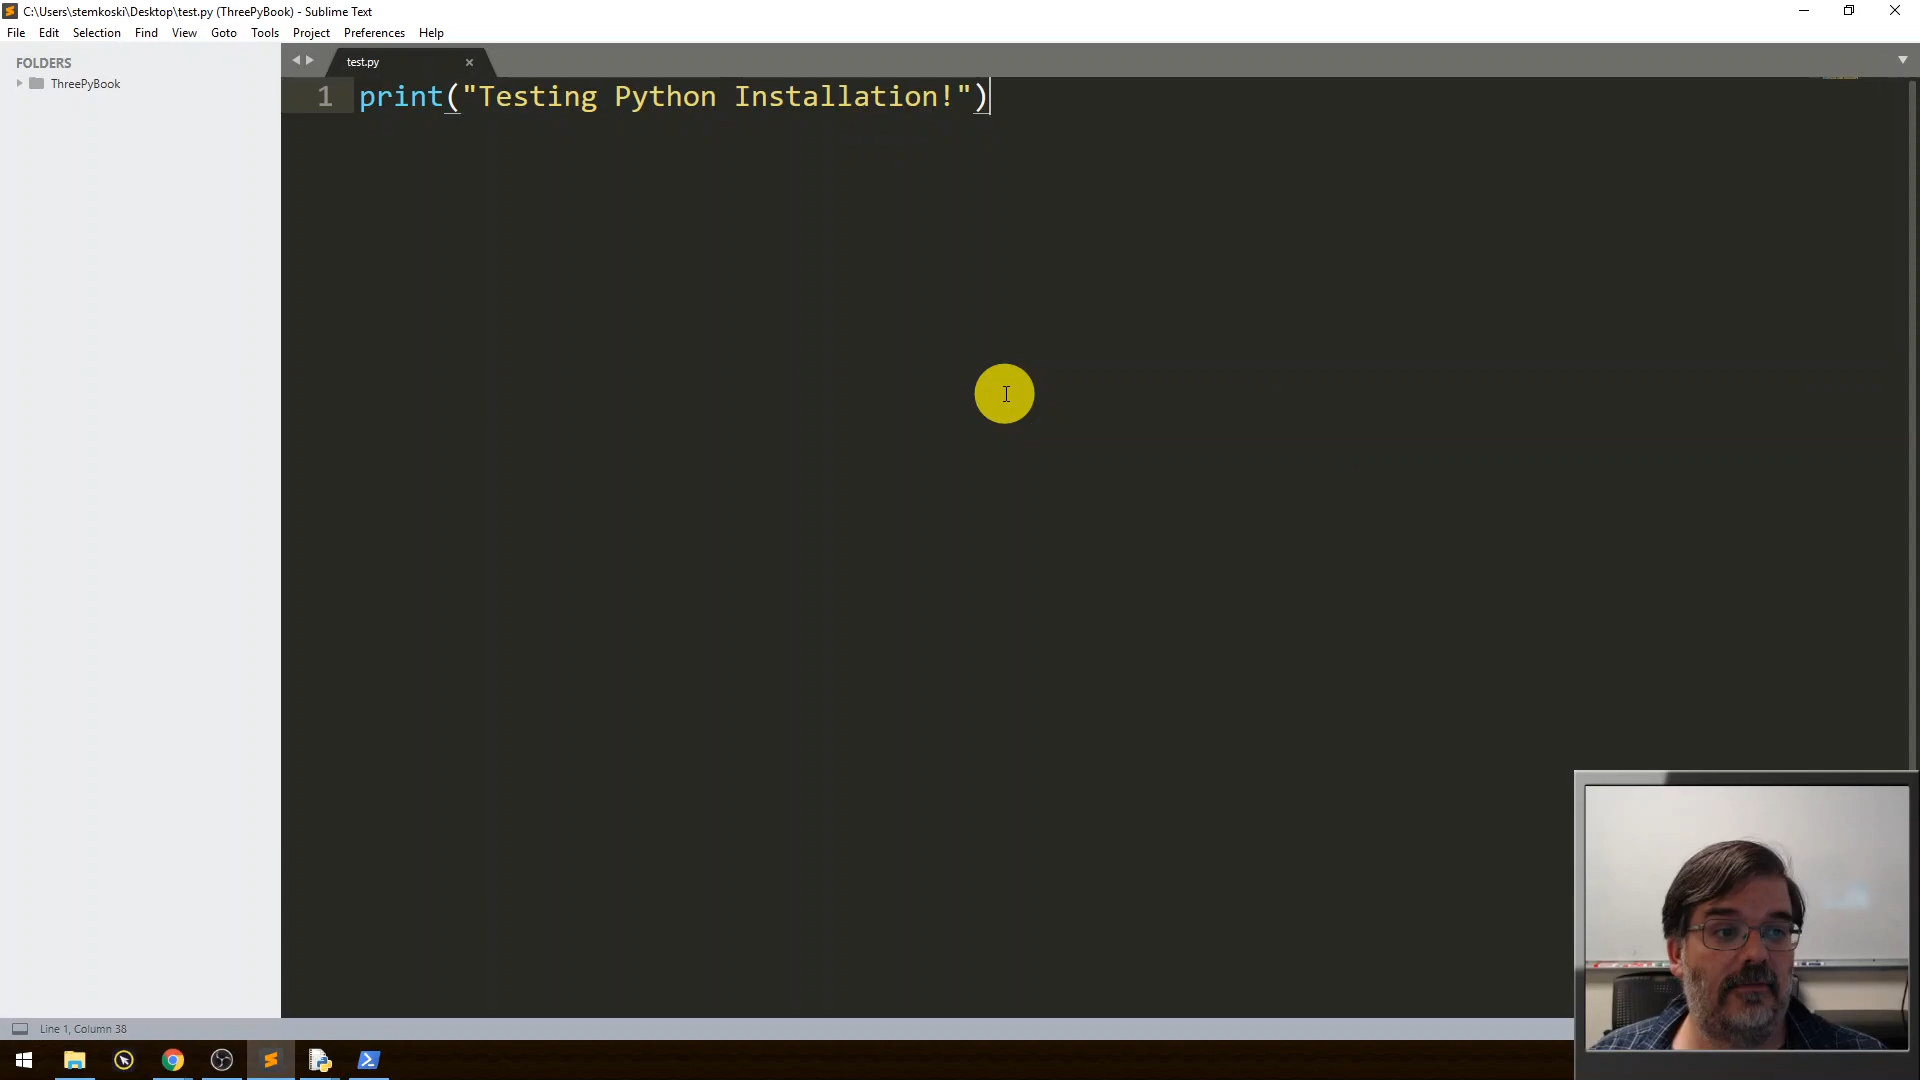 C:\Users\stemkoski\Desktop\test.py (ThreePyBook) - Sublime Text
File Edit Selection Find View Goto Tools Project Preferences Help
FOLDERS
ThreePyBook
test.py
1 print("Testing Python Installation!")
Line 1, Column 38